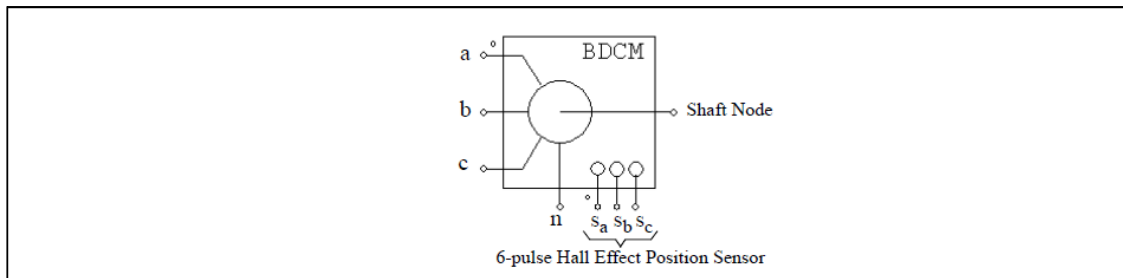 BDCM
a
b
Shaft Node
c
n
sa sb sc
6-pulse Hall Effect Position Sensor